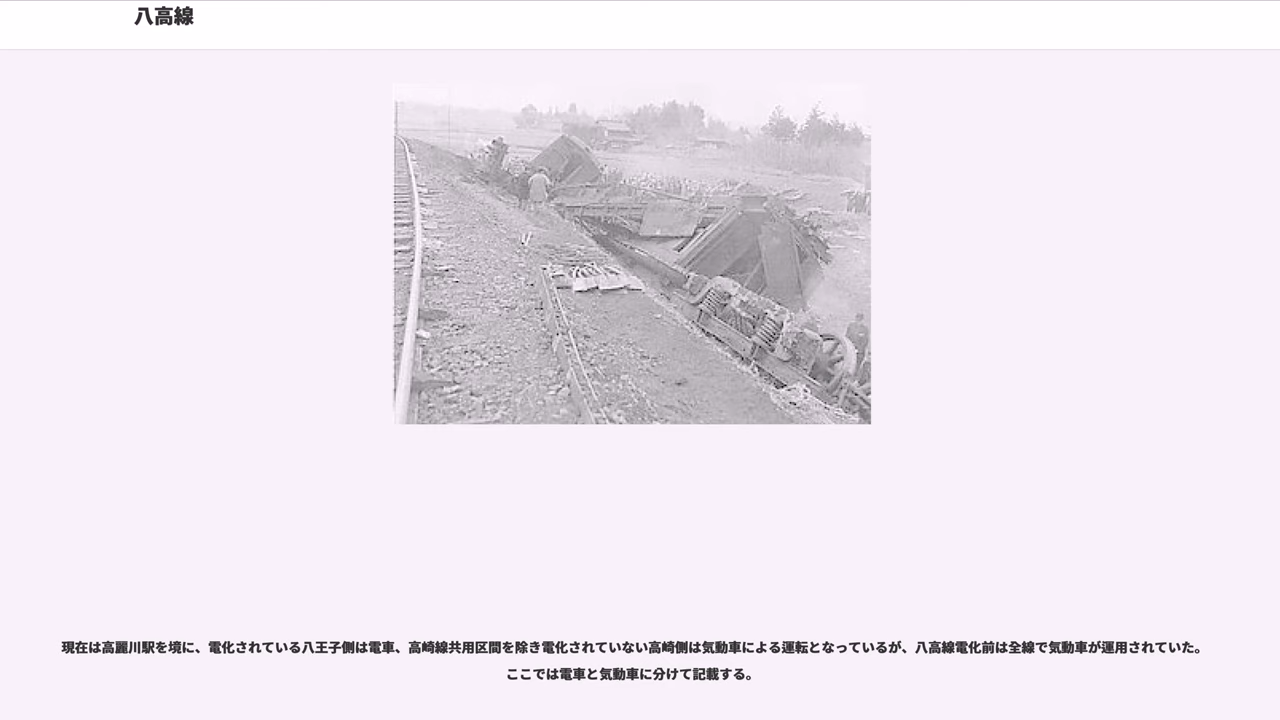 八高線
現在は高麗川駅を境に、電化されている八王子側は電車、高崎線共用区間を除き電化されていない高崎側は気動車による運転となっているが、八高線電化前は全線で気動車が運用されていた。
ここでは電車と気動車に分けて記載する。